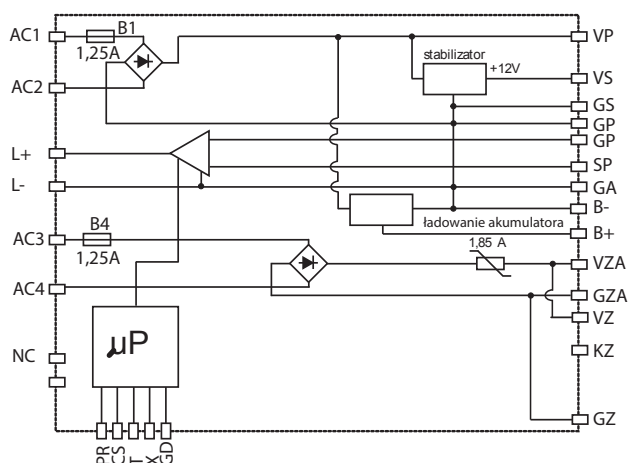 AC1
B1
1,25A
AC2
L+
L-
AC3
B4
1,25A
AC4
NC
µP
PR
CS
T
X
GD
stabilizator
+12V
ładowanie akumulatora
1,85 A
VP
VS
GS
GP
GP
SP
GA
B-
B+
VZA
GZA
VZ
KZ
GZ